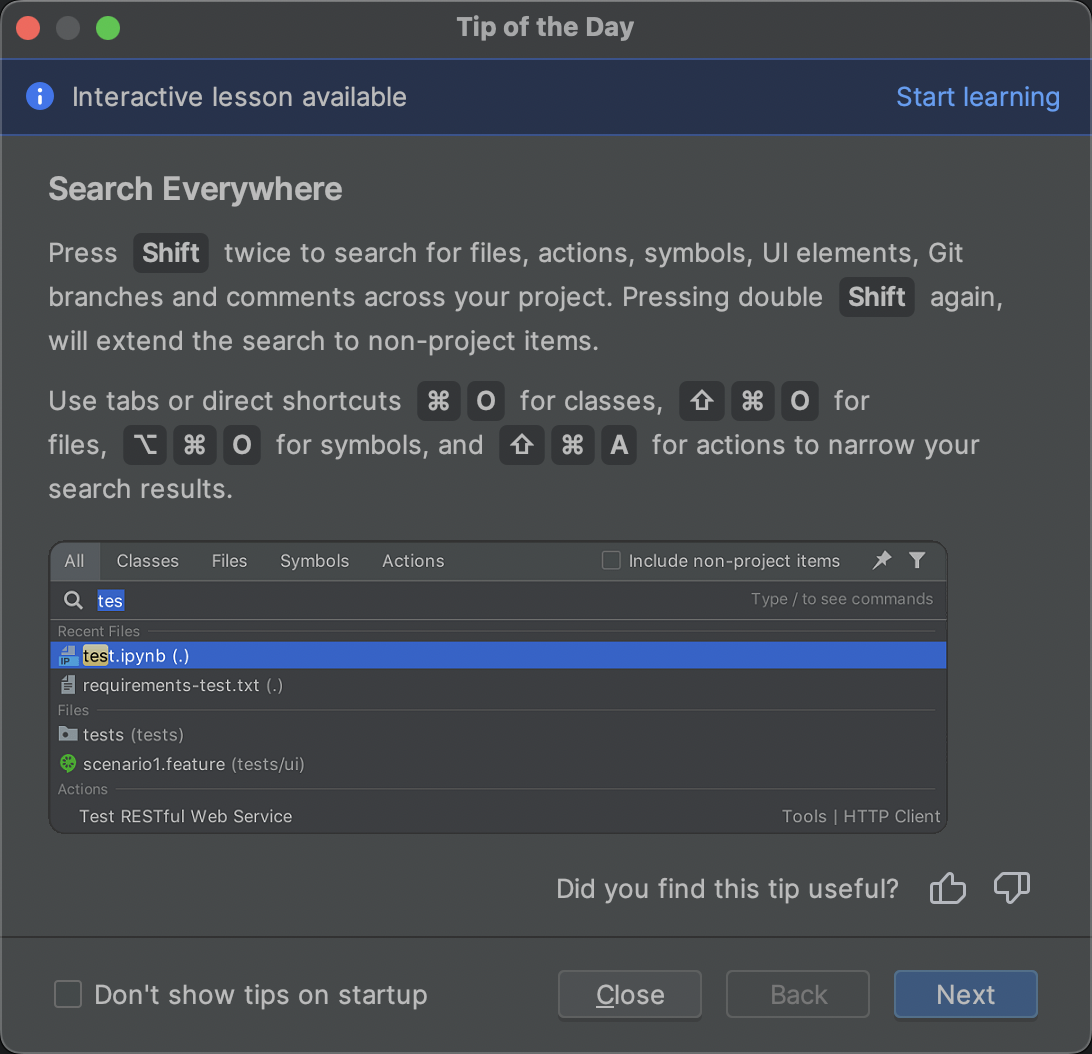 Tip of the Day
Interactive lesson available Start learning
Search Everywhere
Press Shift twice to search for files, actions, symbols, UI elements, Git
branches and comments across your project. Pressing double Shift again,
will extend the search to non-project items.
Use tabs or direct shortcuts ⌘ O for classes, ⇧ ⌘ O for
files, ⌥ ⌘ O for symbols, and ⇧ ⌘ A for actions to narrow your
search results.
All Classes Files Symbols Actions Include non-project items
tes Type / to see commands
Recent Files
IP test.ipynb (.)
requirements-test.txt (.)
Files
tests (tests)
scenario1.feature (tests/ui)
Actions
Test RESTful Web Service Tools | HTTP Client
Did you find this tip useful?
Don't show tips on startup Close Back Next